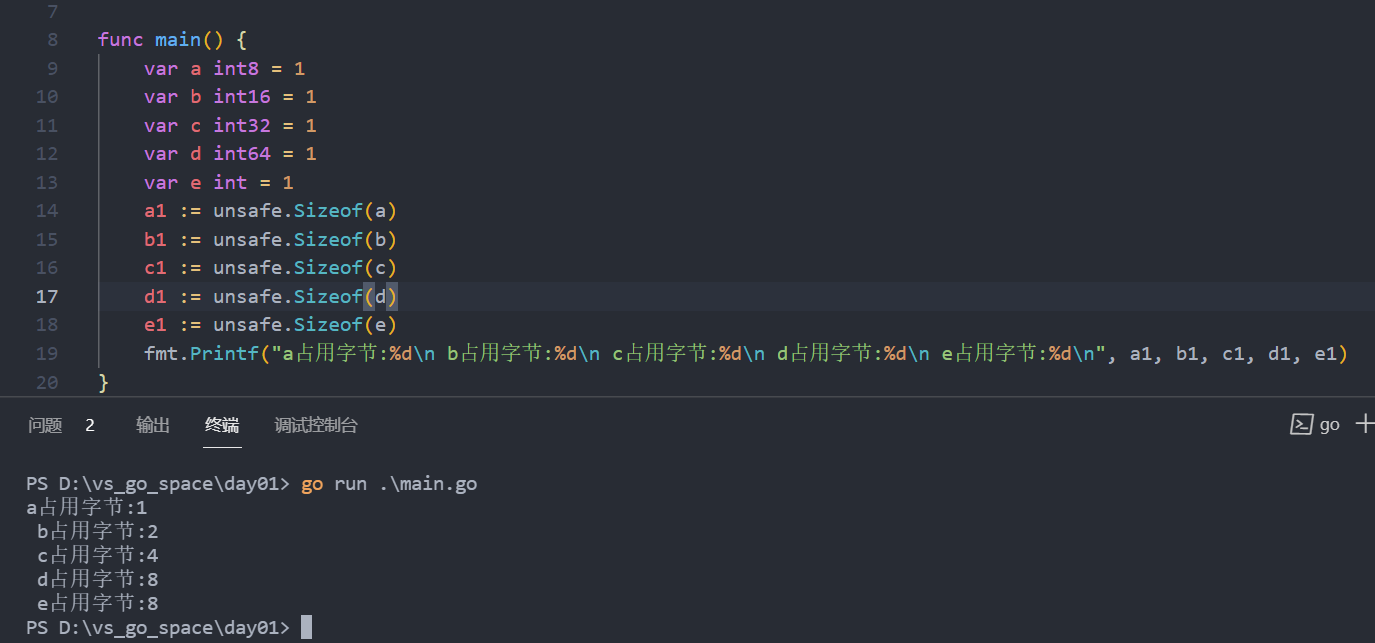 7
8 func main() {
9 var a int8 = 1
10 var b int16 = 1
11 var c int32 = 1
12 var d int64 = 1
13 var e int = 1
14 a1 := unsafe.Sizeof(a)
15 b1 := unsafe.Sizeof(b)
16 c1 := unsafe.Sizeof(c)
17 d1 := unsafe.Sizeof(d)
18 e1 := unsafe.Sizeof(e)
19 fmt.Printf("a占用字节:%d\n b占用字节:%d\n c占用字节:%d\n d占用字节:%d\n e占用字节:%d\n", a1, b1, c1, d1, e1)
20 }
问题 2 输出 终端 调试控制台 go
PS D:\vs_go_space\day01> go run .\main.go
a占用字节:1
 b占用字节:2
 c占用字节:4
 d占用字节:8
 e占用字节:8
PS D:\vs_go_space\day01>